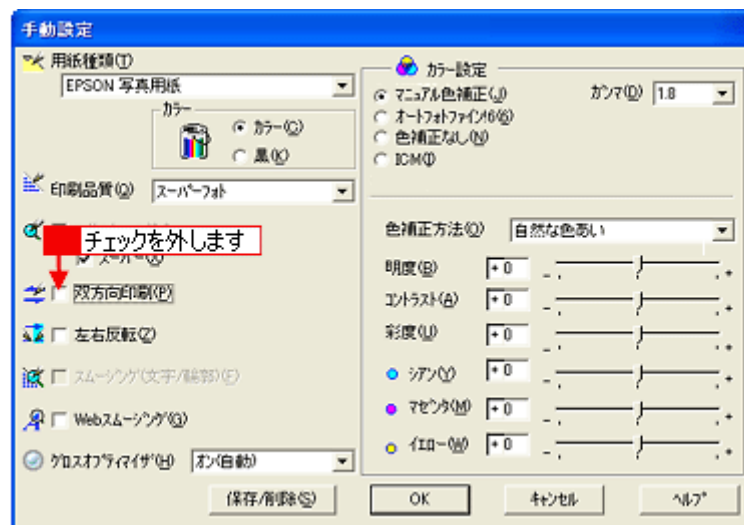 手動設定
用紙種類(T)
EPSON 写真用紙
カラー
カラー(C)
黒(K)
印刷品質(Q)
スーパーフォト
チェックを外します
双方向印刷(P)
左右反転(Z)
スムージング(文字/輪郭)(F)
Webスムージング(G)
グロスオプティマイザ(H) オン(自動)
カラー設定
マニュアル色補正(J)
ガンマ(D) 1.8
オートフォトファイン!6(6)
色補正なし(N)
ICM(I)
色補正方法(O) 自然な色あい
明度(B) +0 - +
コントラスト(A) +0 - +
彩度(U) +0 - +
シアン(Y) +0 - +
マゼンタ(M) +0 - +
イエロー(W) +0 - +
保存/削除(S)
OK
キャンセル
ヘルプ